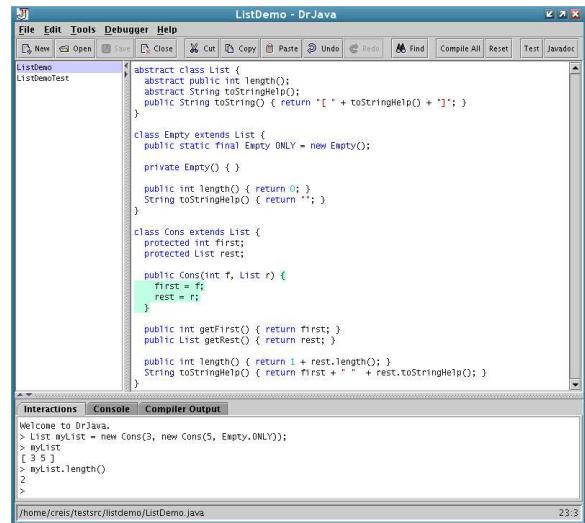 ListDemo - DrJava
File Edit Tools Debugger Help
New Open Save Close Cut Copy Paste Undo Redo Find Compile All Reset Test Javadoc
ListDemo
ListDemoTest
abstract class List {
abstract public int length();
abstract String toStringHelp();
public String toString() { return "[ " + toStringHelp() + "]"; }
}
class Empty extends List {
public static final Empty ONLY = new Empty();
private Empty() { }
public int length() { return 0; }
String toStringHelp() { return ""; }
}
class Cons extends List {
protected int first;
protected List rest;
public Cons(int f, List r) {
first = f;
rest = r;
}
public int getFirst() { return first; }
public List getRest() { return rest; }
public int length() { return 1 + rest.length(); }
String toStringHelp() { return first + " " + rest.toStringHelp(); }
}
Interactions Console Compiler Output
Welcome to DrJava.
> List myList = new Cons(3, new Cons(5, Empty.ONLY));
> myList
[ 3 5 ]
> myList.length()
2
>
/home/creis/testsrc/listdemo/ListDemo.java 23:3